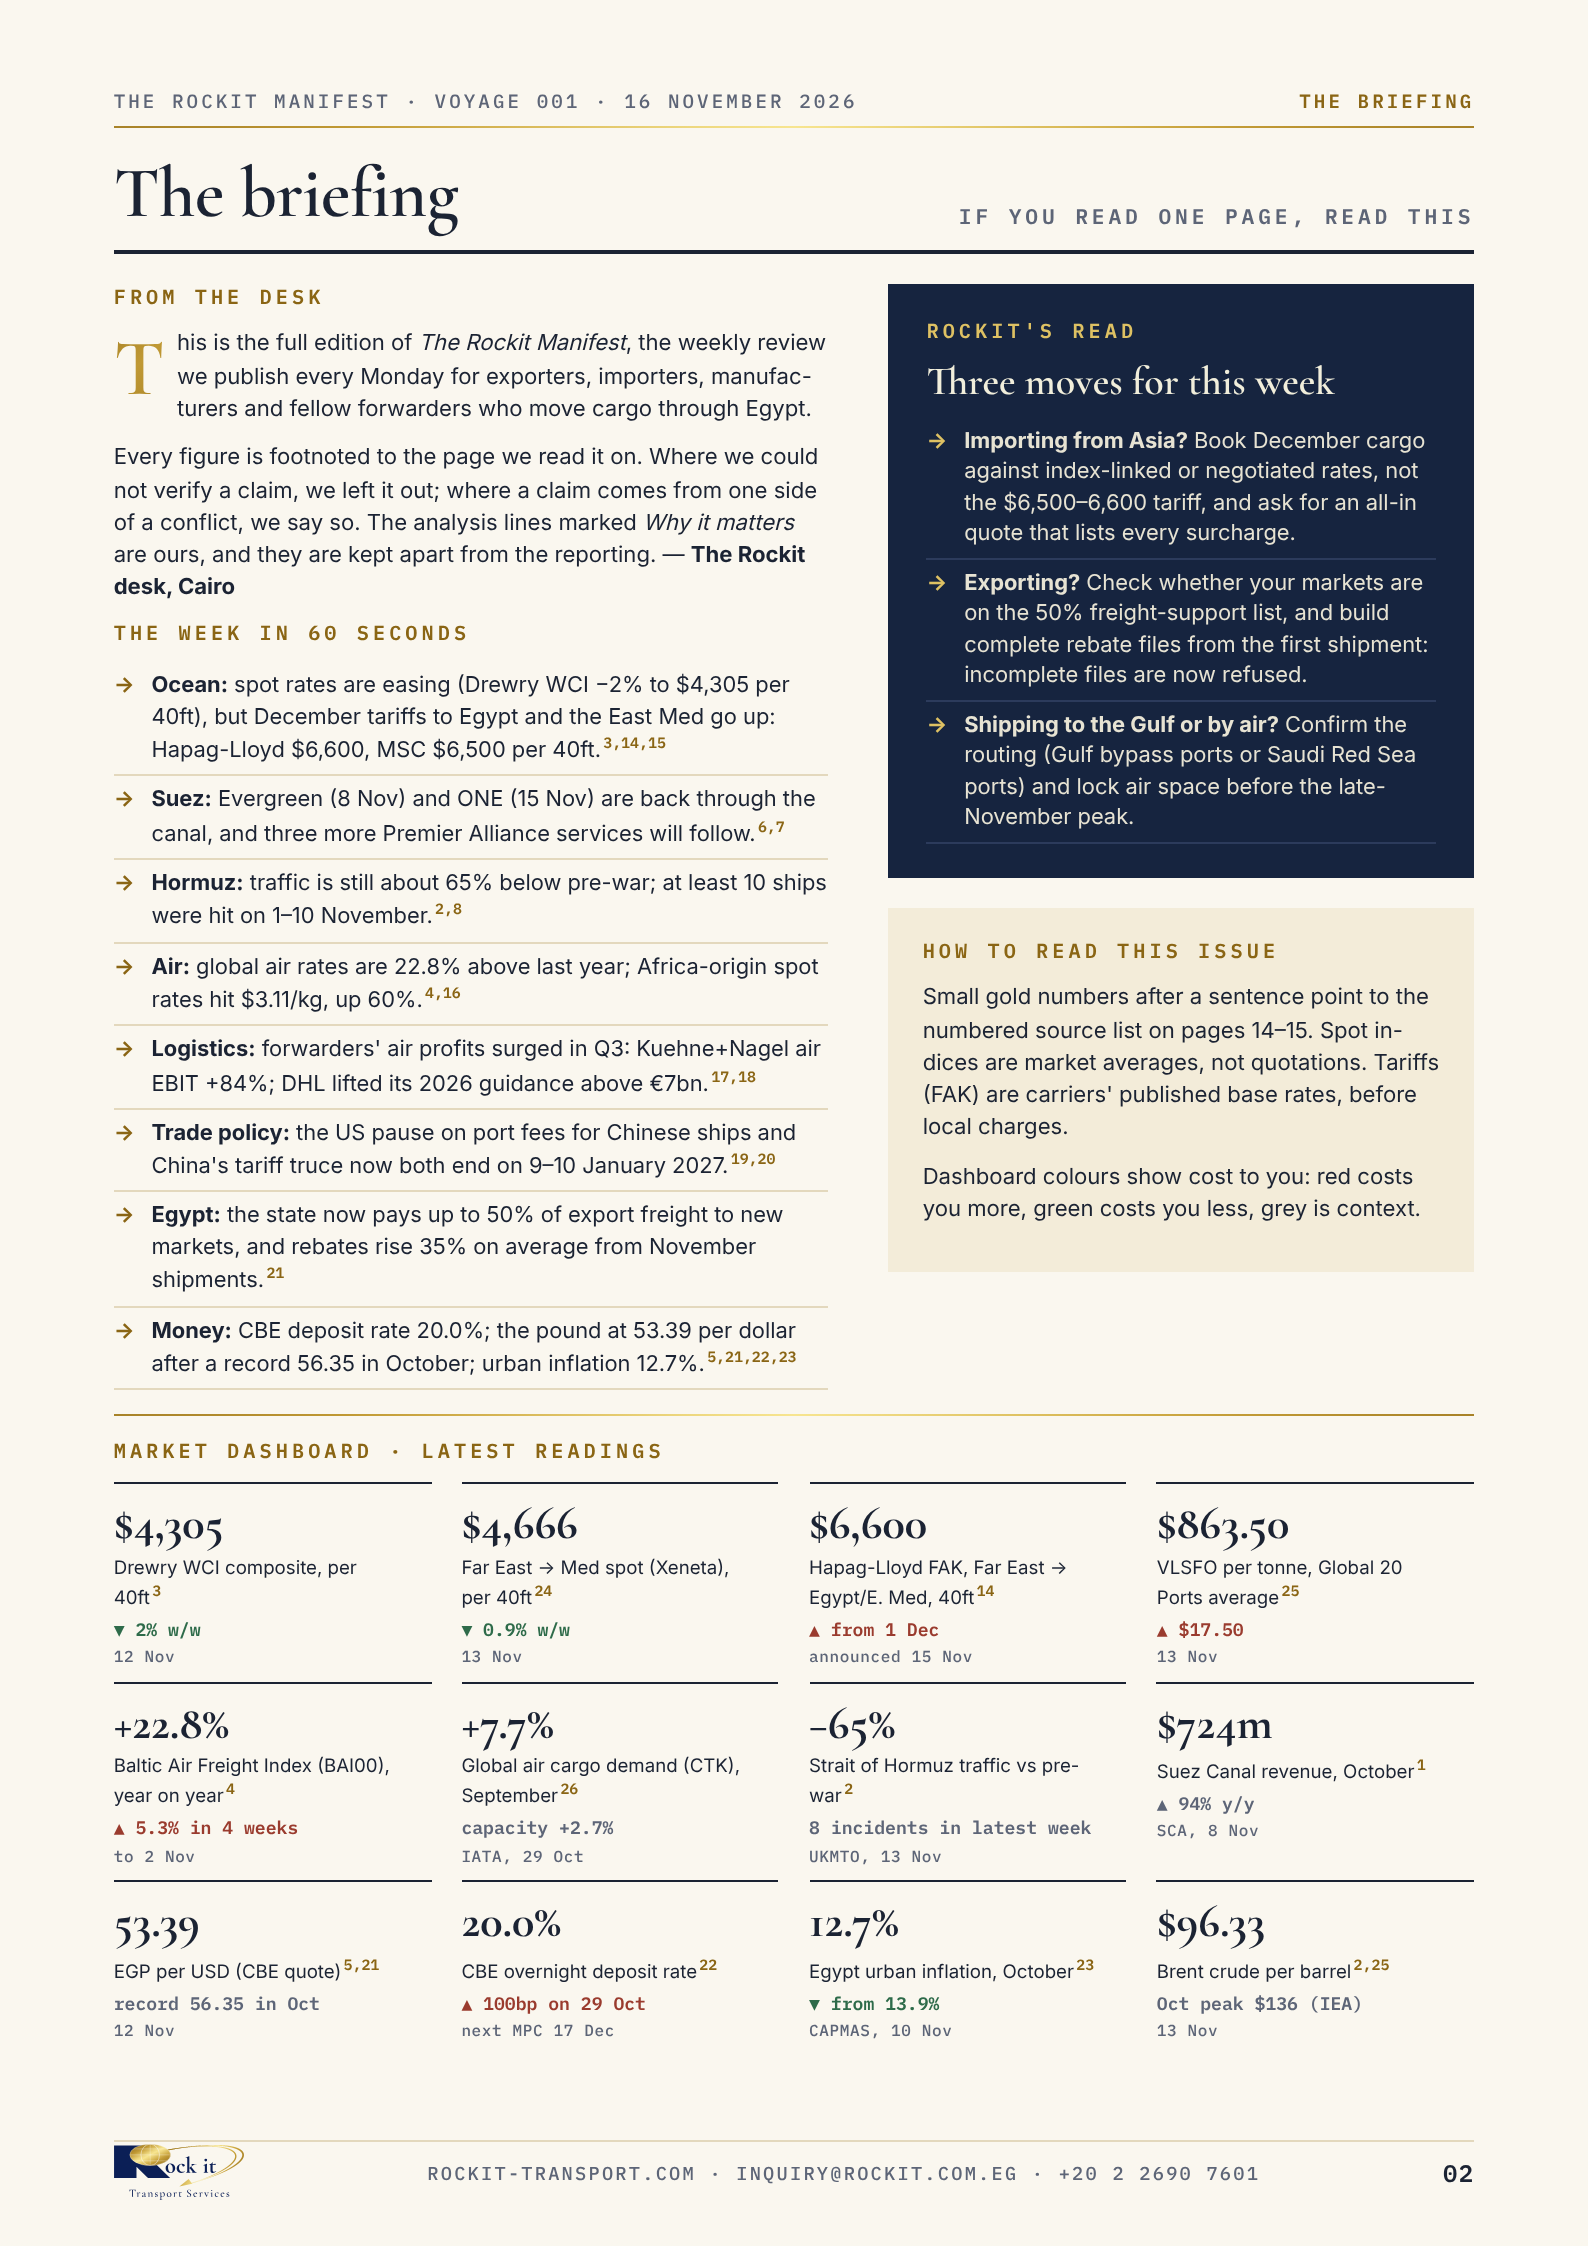 THE ROCKIT MANIFEST · VOYAGE 001 · 16 NOVEMBER 2026
THE BRIEFING
The briefing
IF YOU READ ONE PAGE, READ THIS
FROM THE DESK
This is the full edition of The Rockit Manifest, the weekly review
we publish every Monday for exporters, importers, manufac-
turers and fellow forwarders who move cargo through Egypt.
Every figure is footnoted to the page we read it on. Where we could
not verify a claim, we left it out; where a claim comes from one side
of a conflict, we say so. The analysis lines marked Why it matters
are ours, and they are kept apart from the reporting. — The Rockit
desk, Cairo
THE WEEK IN 60 SECONDS
→ Ocean: spot rates are easing (Drewry WCI −2% to $4,305 per
40ft), but December tariffs to Egypt and the East Med go up:
Hapag-Lloyd $6,600, MSC $6,500 per 40ft. 3,14,15
→ Suez: Evergreen (8 Nov) and ONE (15 Nov) are back through the
canal, and three more Premier Alliance services will follow. 6,7
→ Hormuz: traffic is still about 65% below pre-war; at least 10 ships
were hit on 1–10 November. 2,8
→ Air: global air rates are 22.8% above last year; Africa-origin spot
rates hit $3.11/kg, up 60%. 4,16
→ Logistics: forwarders' air profits surged in Q3: Kuehne+Nagel air
EBIT +84%; DHL lifted its 2026 guidance above €7bn. 17,18
→ Trade policy: the US pause on port fees for Chinese ships and
China's tariff truce now both end on 9–10 January 2027. 19,20
→ Egypt: the state now pays up to 50% of export freight to new
markets, and rebates rise 35% on average from November
shipments. 21
→ Money: CBE deposit rate 20.0%; the pound at 53.39 per dollar
after a record 56.35 in October; urban inflation 12.7%. 5,21,22,23
ROCKIT'S READ
Three moves for this week
→ Importing from Asia? Book December cargo
against index-linked or negotiated rates, not
the $6,500–6,600 tariff, and ask for an all-in
quote that lists every surcharge.
→ Exporting? Check whether your markets are
on the 50% freight-support list, and build
complete rebate files from the first shipment:
incomplete files are now refused.
→ Shipping to the Gulf or by air? Confirm the
routing (Gulf bypass ports or Saudi Red Sea
ports) and lock air space before the late-
November peak.
HOW TO READ THIS ISSUE
Small gold numbers after a sentence point to the
numbered source list on pages 14–15. Spot in-
dices are market averages, not quotations. Tariffs
(FAK) are carriers' published base rates, before
local charges.
Dashboard colours show cost to you: red costs
you more, green costs you less, grey is context.
MARKET DASHBOARD · LATEST READINGS
$4,305
Drewry WCI composite, per
40ft 3
▼ 2% w/w
12 Nov
$4,666
Far East → Med spot (Xeneta),
per 40ft 24
▼ 0.9% w/w
13 Nov
$6,600
Hapag-Lloyd FAK, Far East →
Egypt/E. Med, 40ft 14
▲ from 1 Dec
announced 15 Nov
$863.50
VLSFO per tonne, Global 20
Ports average 25
▲ $17.50
13 Nov
+22.8%
Baltic Air Freight Index (BAI00),
year on year 4
▲ 5.3% in 4 weeks
to 2 Nov
+7.7%
Global air cargo demand (CTK),
September 26
capacity +2.7%
IATA, 29 Oct
−65%
Strait of Hormuz traffic vs pre-
war 2
8 incidents in latest week
UKMTO, 13 Nov
$724m
Suez Canal revenue, October 1
▲ 94% y/y
SCA, 8 Nov
53.39
EGP per USD (CBE quote) 5,21
record 56.35 in Oct
12 Nov
20.0%
CBE overnight deposit rate 22
▲ 100bp on 29 Oct
next MPC 17 Dec
12.7%
Egypt urban inflation, October 23
▼ from 13.9%
CAPMAS, 10 Nov
$96.33
Brent crude per barrel 2,25
Oct peak $136 (IEA)
13 Nov
Rock it
Transport Services
ROCKIT-TRANSPORT.COM · INQUIRY@ROCKIT.COM.EG · +20 2 2690 7601
02